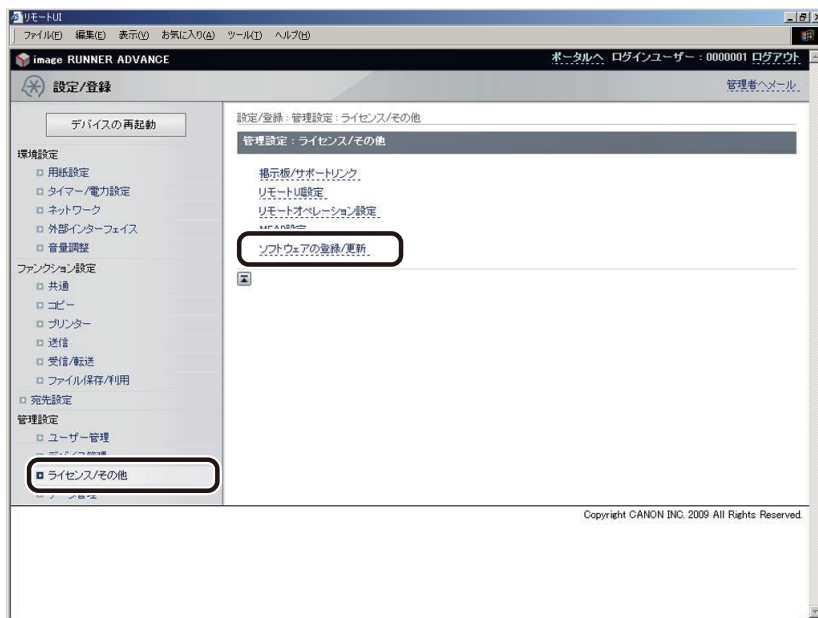 リモートUI
ファイル(F) 編集(E) 表示(V) お気に入り(A) ツール(T) ヘルプ(H)
image RUNNER ADVANCE
ポータルへ ログインユーザー : 0000001 ログアウト
設定/登録
管理者へメール
デバイスの再起動
環境設定
用紙設定
タイマー/電力設定
ネットワーク
外部インターフェイス
音量調整
ファンクション設定
共通
コピー
プリンター
送信
受信/転送
ファイル保存/利用
宛先設定
管理設定
ユーザー管理
ライセンス/その他
設定/登録 : 管理設定 : ライセンス/その他
管理設定 : ライセンス/その他
掲示板/サポートリンク
リモートUI設定
リモートオペレーション設定
MEAP設定
ソフトウェアの登録/更新
Copyright CANON INC. 2009 All Rights Reserved.